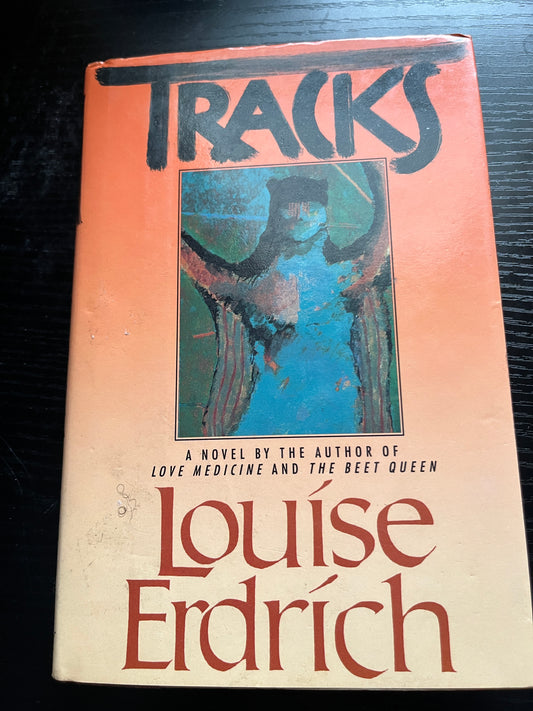 TRACKS
A NOVEL BY THE AUTHOR OF
LOVE MEDICINE AND THE BEET QUEEN
Louise
Erdrich